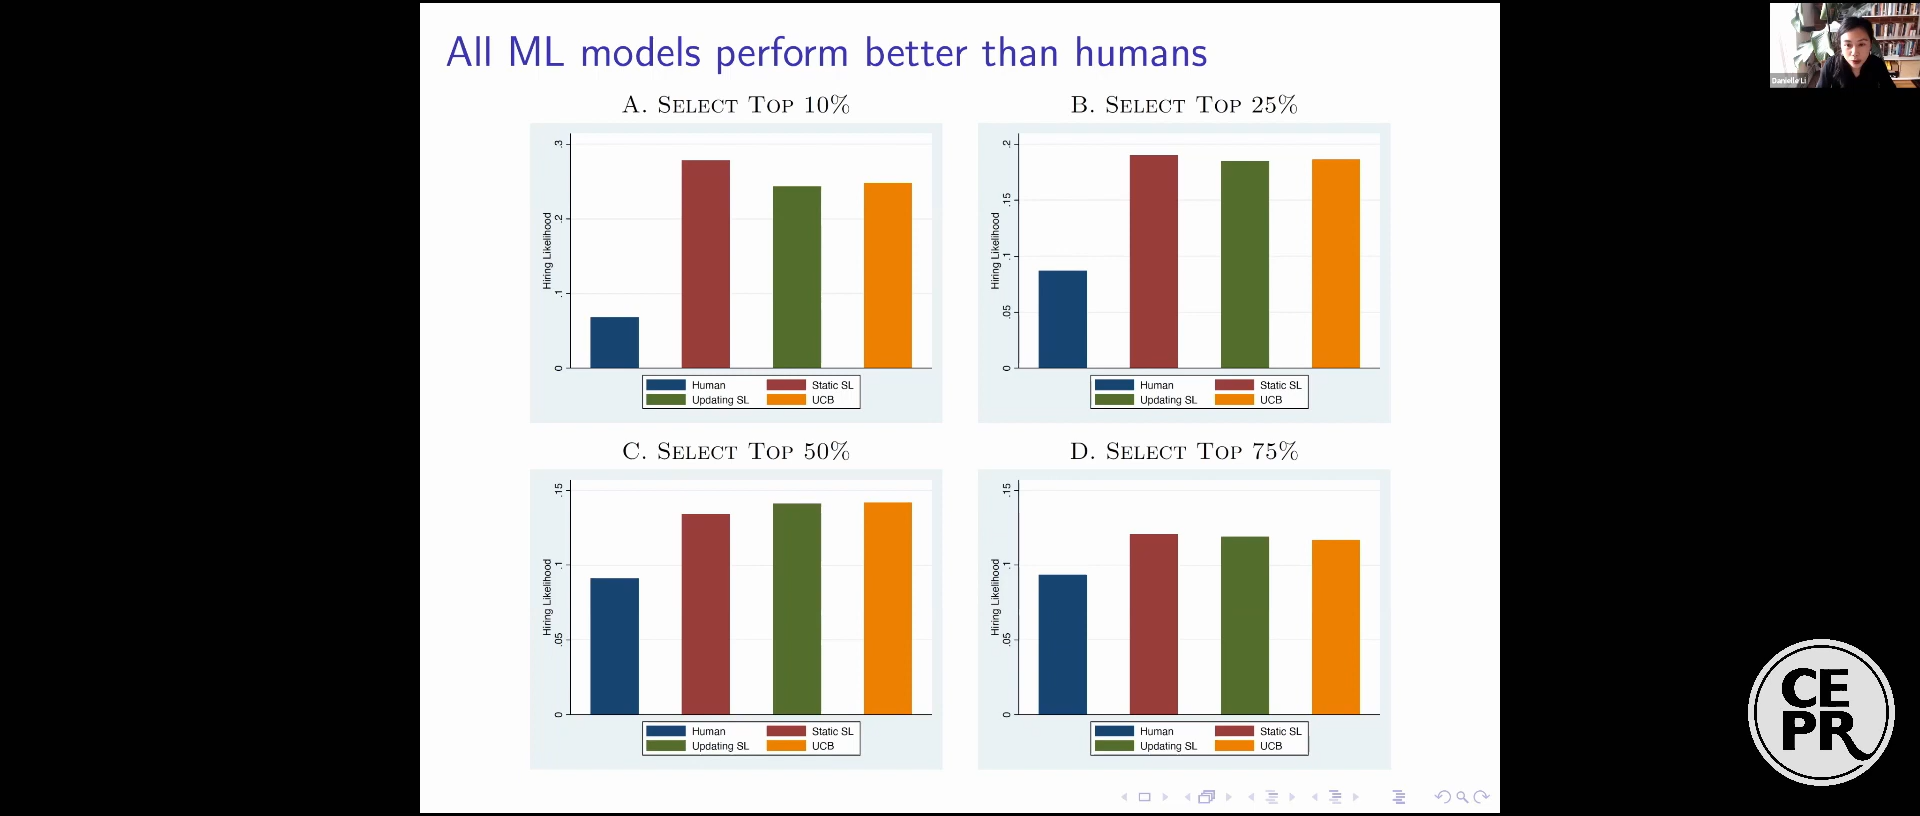 All ML models perform better than humans
A. Select Top 10%
B. Select Top 25%
Hiring Likelihood
0 .1 .2 .3
Human Static SL
Updating SL UCB
Hiring Likelihood
0 .05 .1 .15 .2
Human Static SL
Updating SL UCB
C. Select Top 50%
D. Select Top 75%
Hiring Likelihood
0 .05 .1 .15
Human Static SL
Updating SL UCB
Hiring Likelihood
0 .05 .1 .15
Human Static SL
Updating SL UCB
Danielle Li
CE
PR